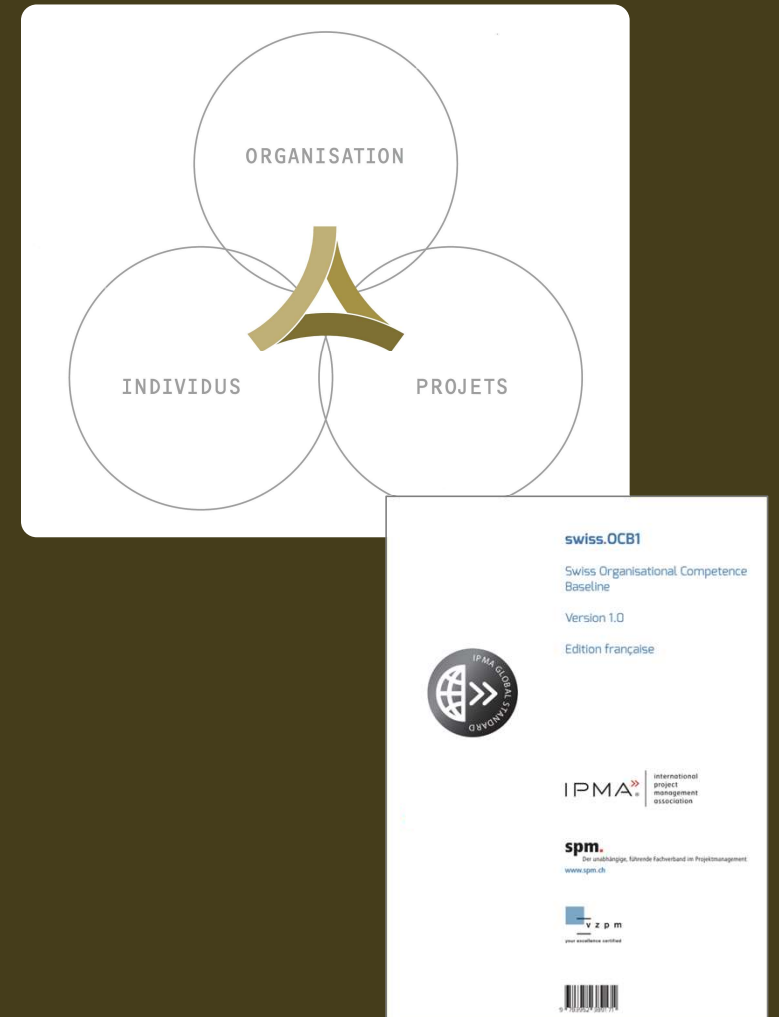 ORGANISATION
INDIVIDUS
PROJETS
swiss.OCB1
Swiss Organisational Competence
Baseline
Version 1.0
Edition française
IPMA GLOBAL STANDARD
IPMA
international
project
management
association
spm.
Der unabhängige, führende Fachverband im Projektmanagement
www.spm.ch
vzpm
your excellence certified